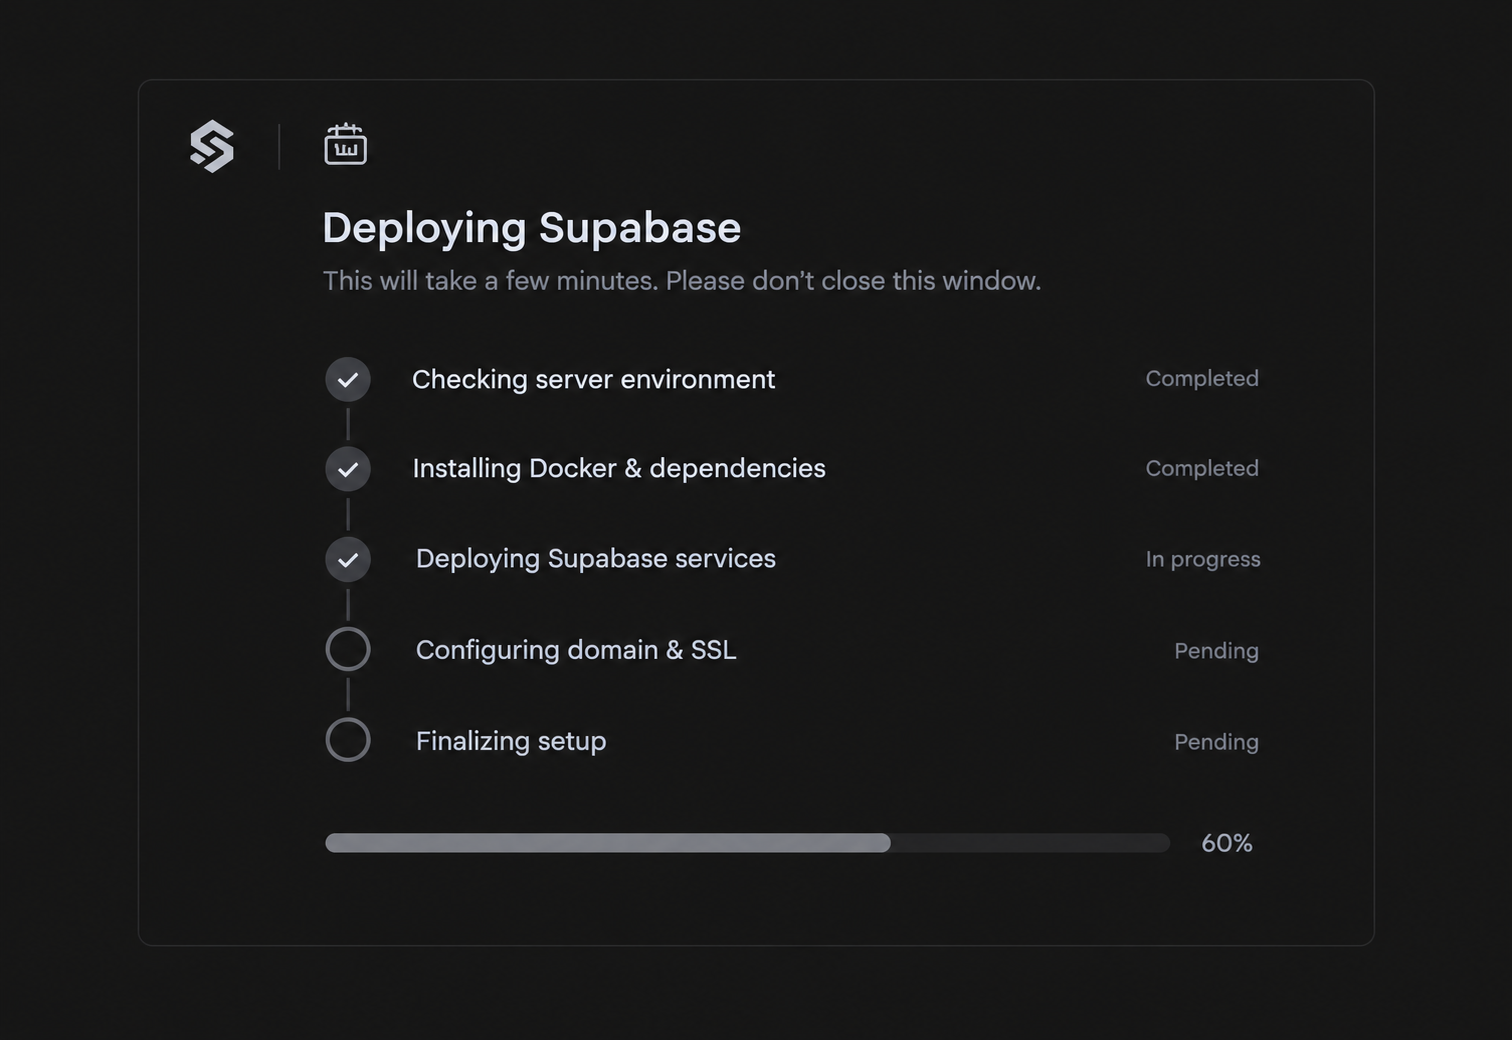 Deploying Supabase
This will take a few minutes. Please don’t close this window.
Checking server environment Completed
Installing Docker & dependencies Completed
Deploying Supabase services In progress
Configuring domain & SSL Pending
Finalizing setup Pending
60%